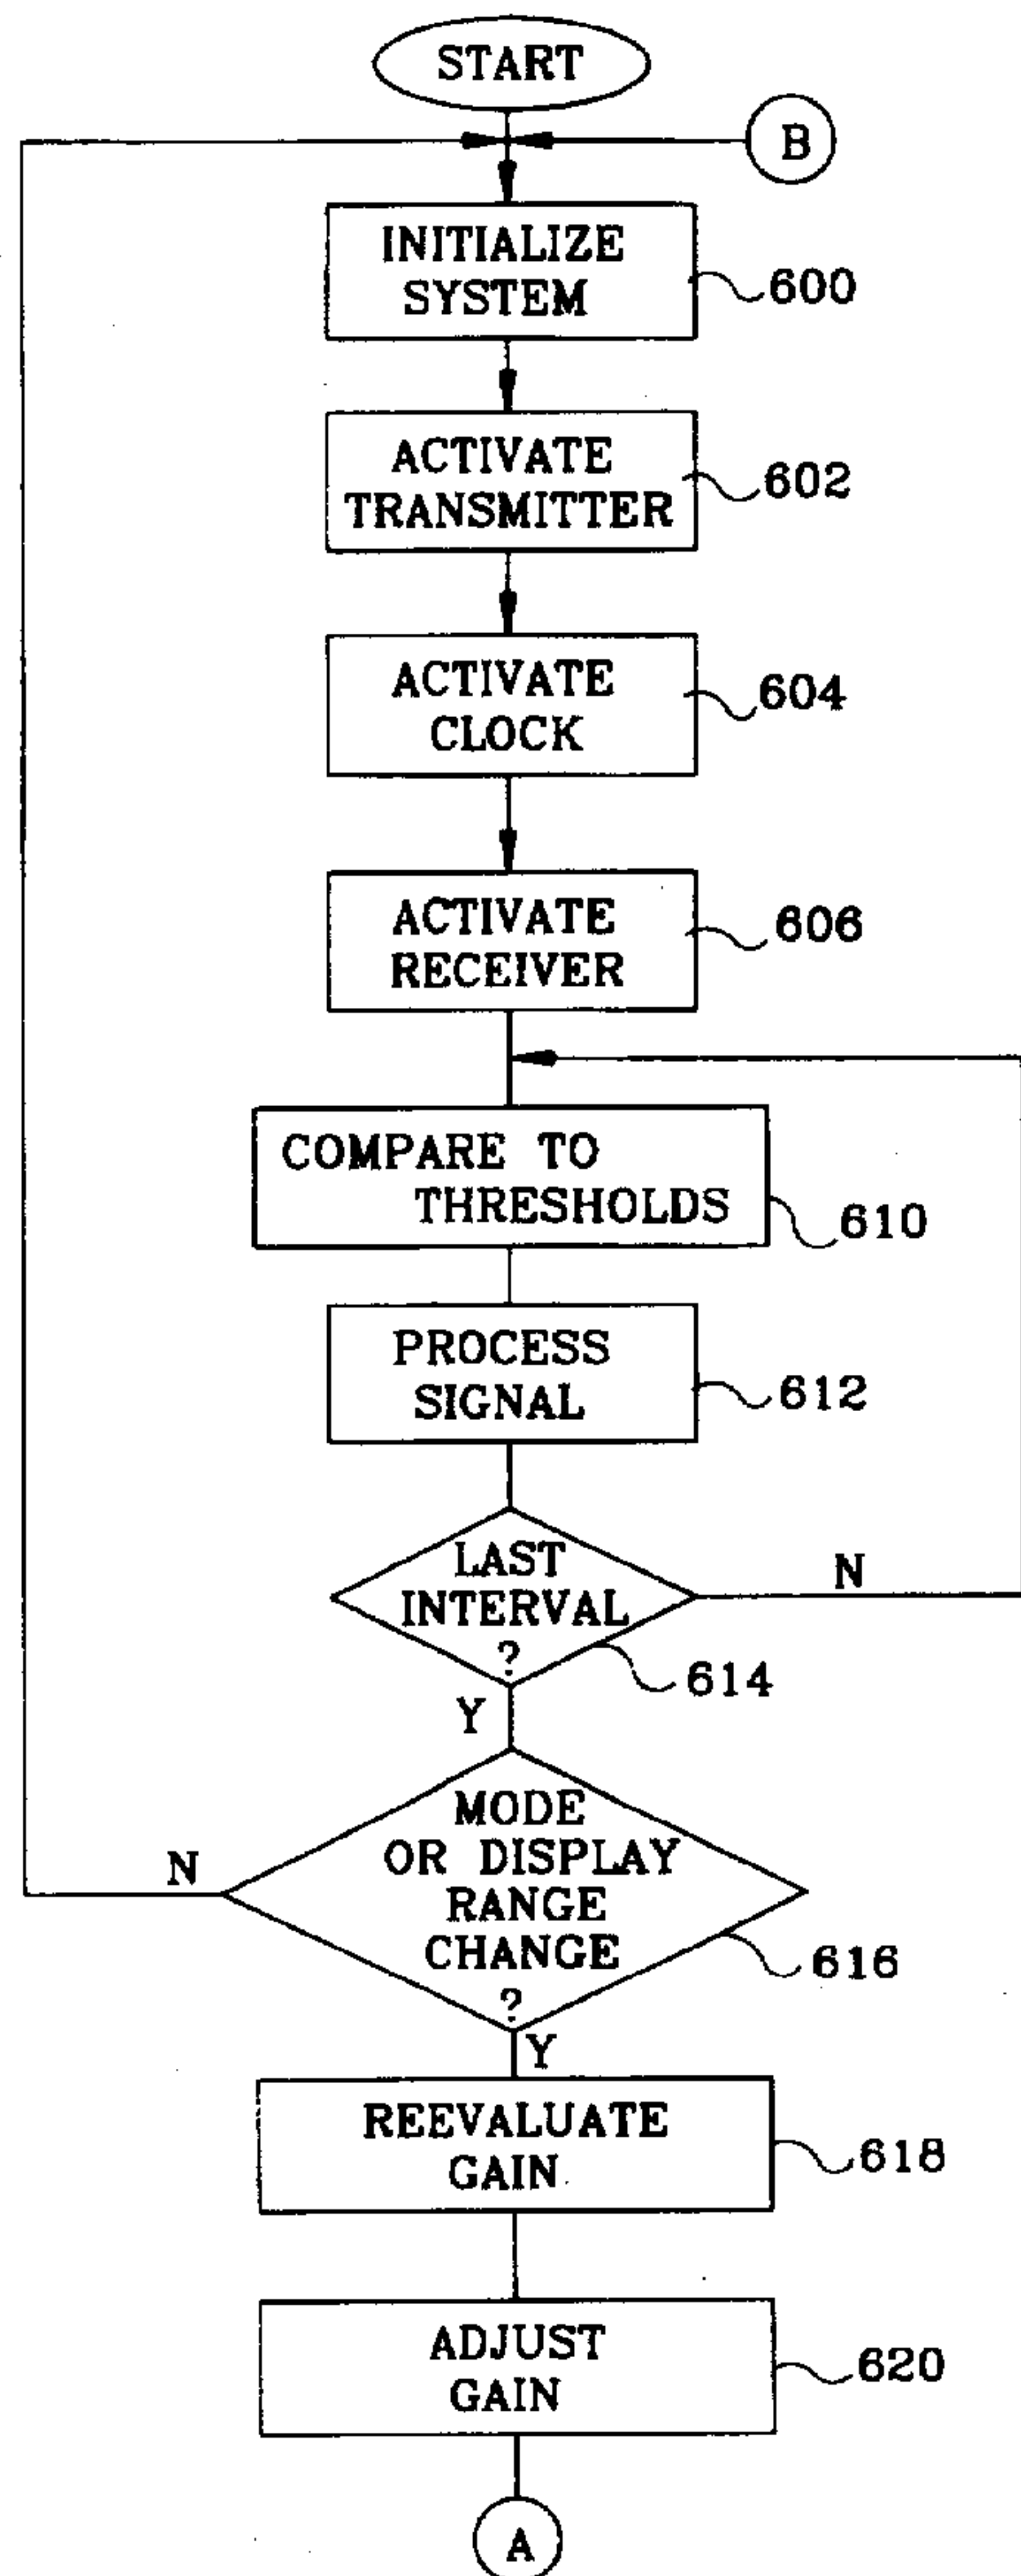 START
B
INITIALIZE
SYSTEM
600
ACTIVATE
TRANSMITTER
602
ACTIVATE
CLOCK
604
ACTIVATE
RECEIVER
606
COMPARE TO
THRESHOLDS
610
PROCESS
SIGNAL
612
LAST
INTERVAL
?
N
614
Y
MODE
OR DISPLAY
RANGE
CHANGE
?
N
616
Y
REEVALUATE
GAIN
618
ADJUST
GAIN
620
A